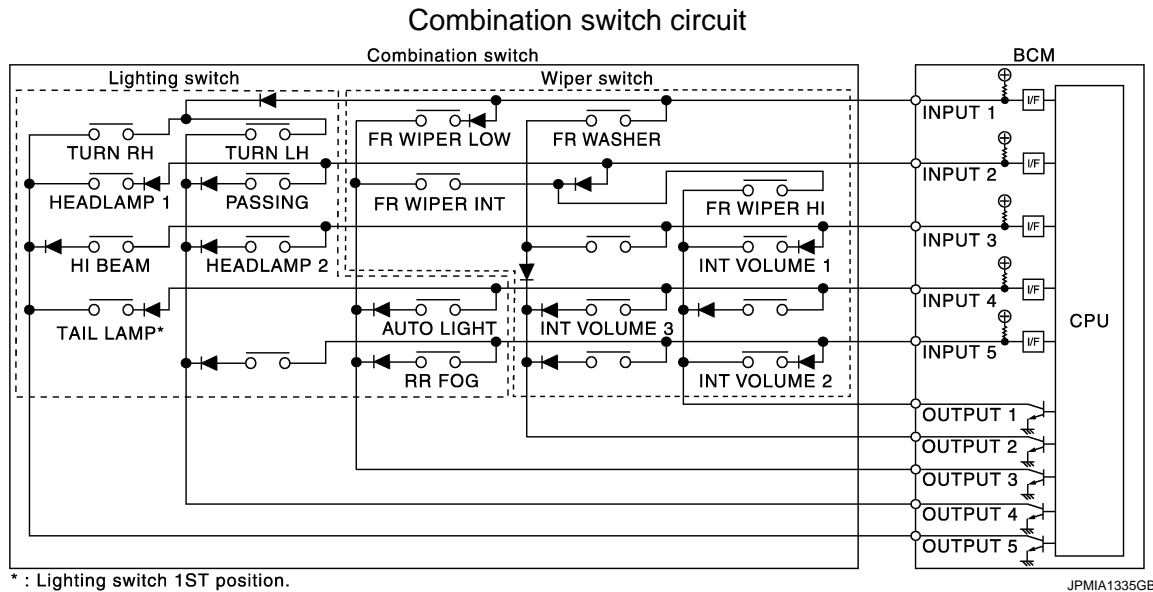 Combination switch circuit
Combination switch
BCM
Lighting switch
Wiper switch
INPUT 1
I/F
TURN RH
TURN LH
FR WIPER LOW
FR WASHER
INPUT 2
I/F
HEADLAMP 1
PASSING
FR WIPER INT
FR WIPER HI
INPUT 3
I/F
HI BEAM
HEADLAMP 2
INT VOLUME 1
INPUT 4
I/F
TAIL LAMP*
AUTO LIGHT
INT VOLUME 3
CPU
INPUT 5
I/F
RR FOG
INT VOLUME 2
OUTPUT 1
OUTPUT 2
OUTPUT 3
OUTPUT 4
OUTPUT 5
* : Lighting switch 1ST position.
JPMIA1335GB